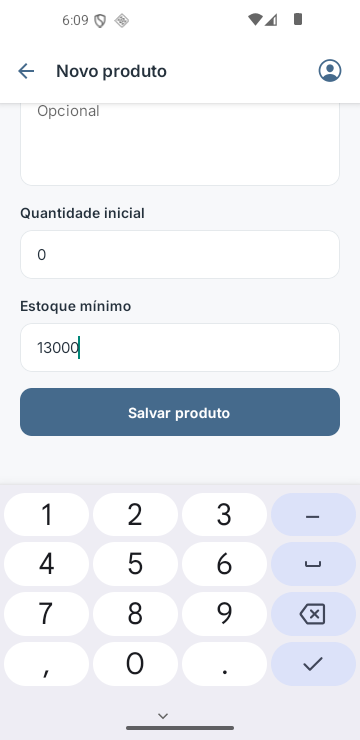 6:09
Novo produto
Opcional
Quantidade inicial
0
Estoque mínimo
13000
Salvar produto
1 2 3 –
4 5 6
7 8 9
, 0 .